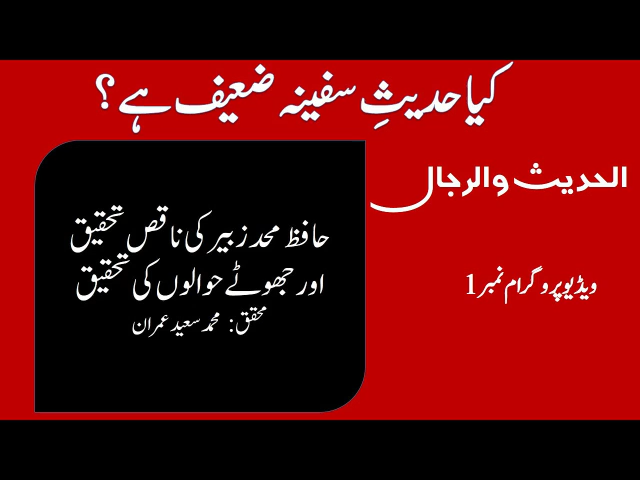 کیا حدیثِ سفینہ ضعیف ہے؟
الحدیث والرجال
ویڈیو پروگرام نمبر 1
حافظ محمد زبیر کی ناقص تحقیق
اور جھوٹے حوالوں کی تحقیق
محقق: محمد سعید عمران